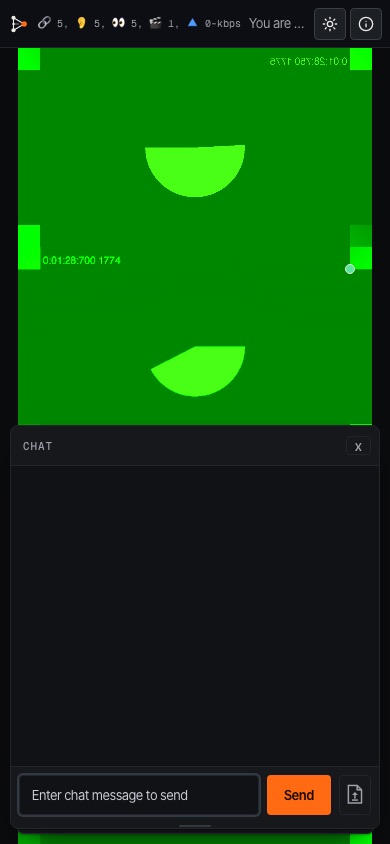 5, 5, 5, 1, 0-kbps You are ...
0:01:28:750 1775
0:01:28:700 1774
CHAT
x
Enter chat message to send
Send